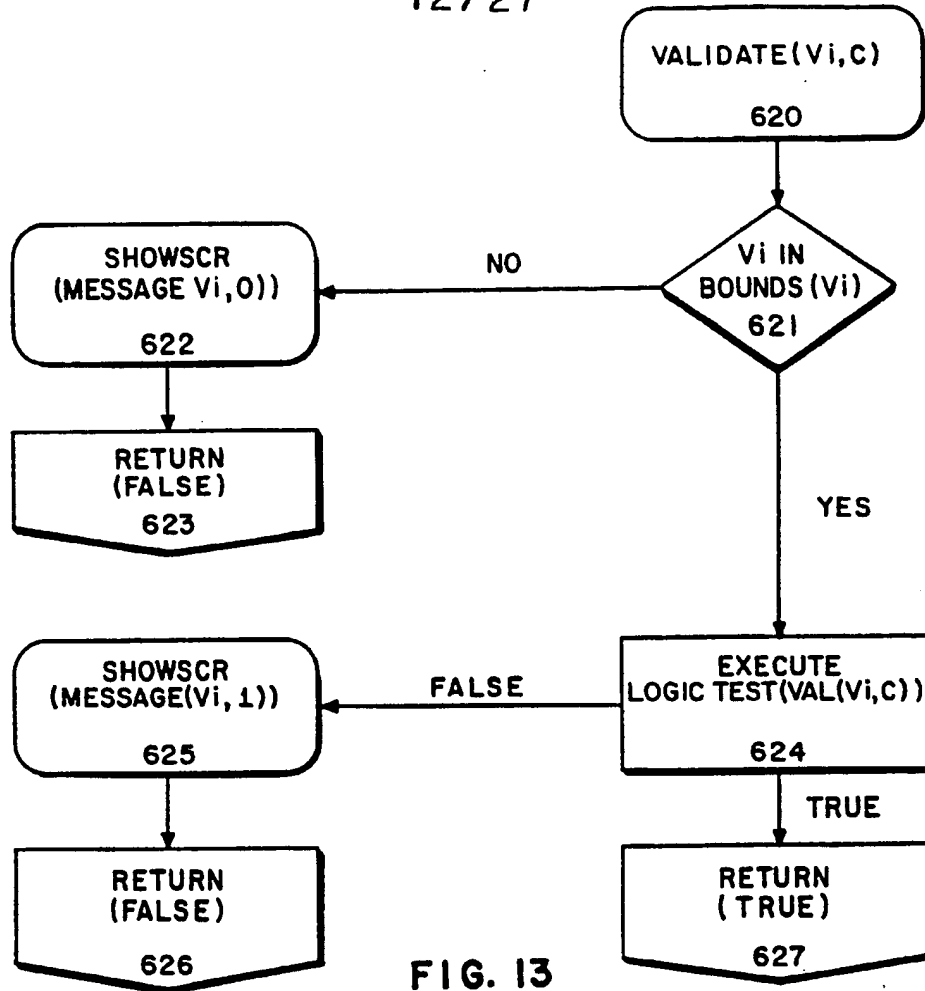 12/27
VALIDATE(Vi,C)
620
Vi IN
BOUNDS(Vi)
621
NO
SHOWSCR
(MESSAGE Vi,0))
622
RETURN
(FALSE)
623
YES
EXECUTE
LOGIC TEST(VAL(Vi,C))
624
FALSE
SHOWSCR
(MESSAGE(Vi,1))
625
TRUE
RETURN
(FALSE)
626
RETURN
(TRUE)
627
FIG. 13